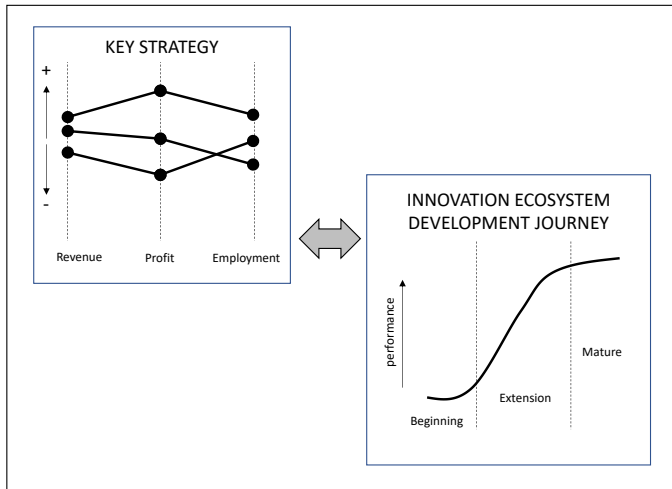 KEY STRATEGY
+
-
Revenue
Profit
Employment
INNOVATION ECOSYSTEM
DEVELOPMENT JOURNEY
performance
Mature
Extension
Beginning